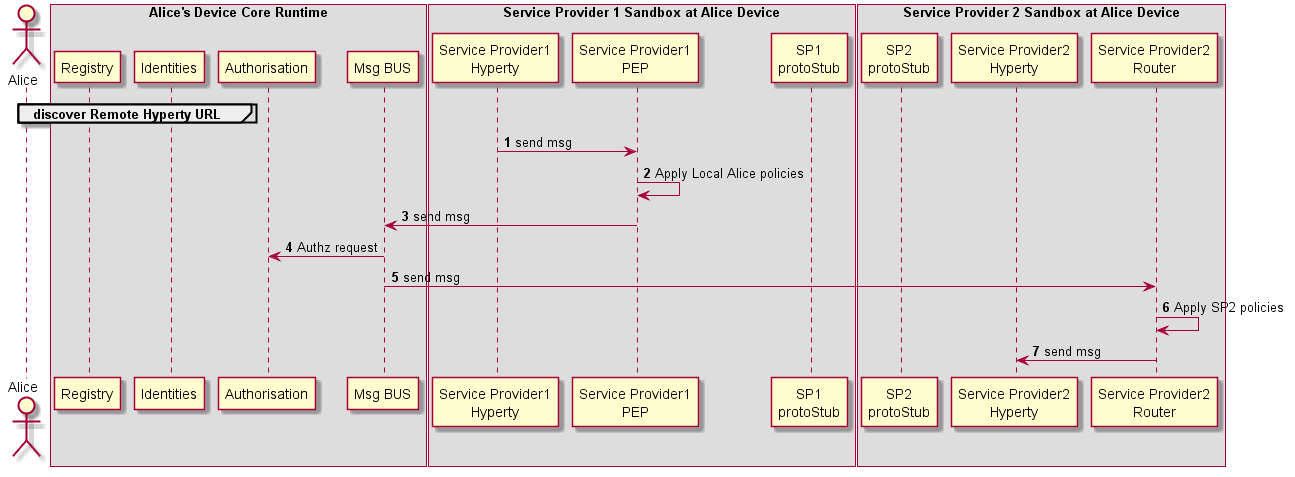 Alice's Device Core Runtime
Service Provider 1 Sandbox at Alice Device
Service Provider 2 Sandbox at Alice Device
Alice
Registry
Identities
Authorisation
Msg BUS
Service Provider1
Hyperty
Service Provider1
PEP
SP1
protoStub
SP2
protoStub
Service Provider2
Hyperty
Service Provider2
Router
discover Remote Hyperty URL
1 send msg
2 Apply Local Alice policies
3 send msg
4 Authz request
5 send msg
6 Apply SP2 policies
7 send msg
Alice
Registry
Identities
Authorisation
Msg BUS
Service Provider1
Hyperty
Service Provider1
PEP
SP1
protoStub
SP2
protoStub
Service Provider2
Hyperty
Service Provider2
Router